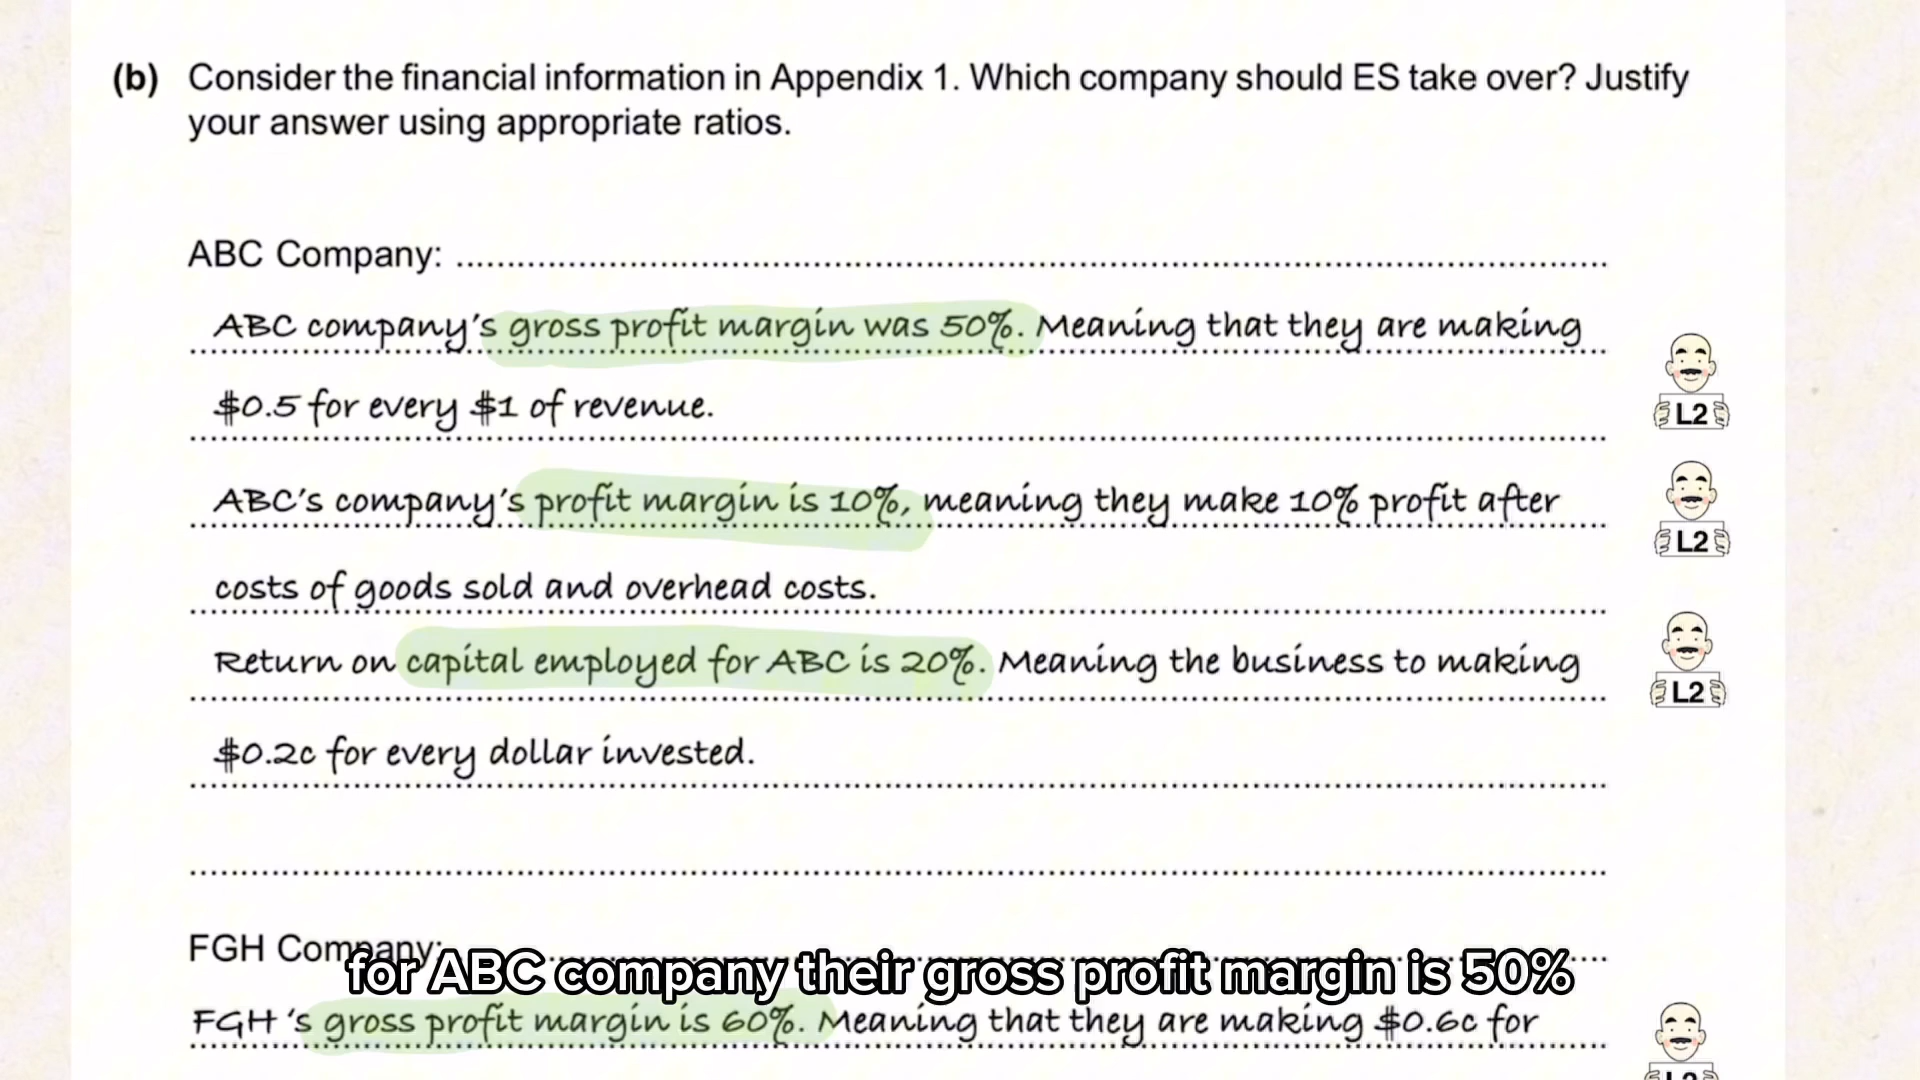 (b) Consider the financial information in Appendix 1. Which company should ES take over? Justify
your answer using appropriate ratios.
ABC Company:
ABC company's gross profit margin was 50%. Meaning that they are making
$0.5 for every $1 of revenue.
L2
ABC's company's profit margin is 10%, meaning they make 10% profit after
L2
costs of goods sold and overhead costs.
Return on capital employed for ABC is 20%. Meaning the business to making
L2
$0.2c for every dollar invested.
FGH Company:
for ABC company their gross profit margin is 50%
FGH 's gross profit margin is 60%. Meaning that they are making $0.6c for
L2